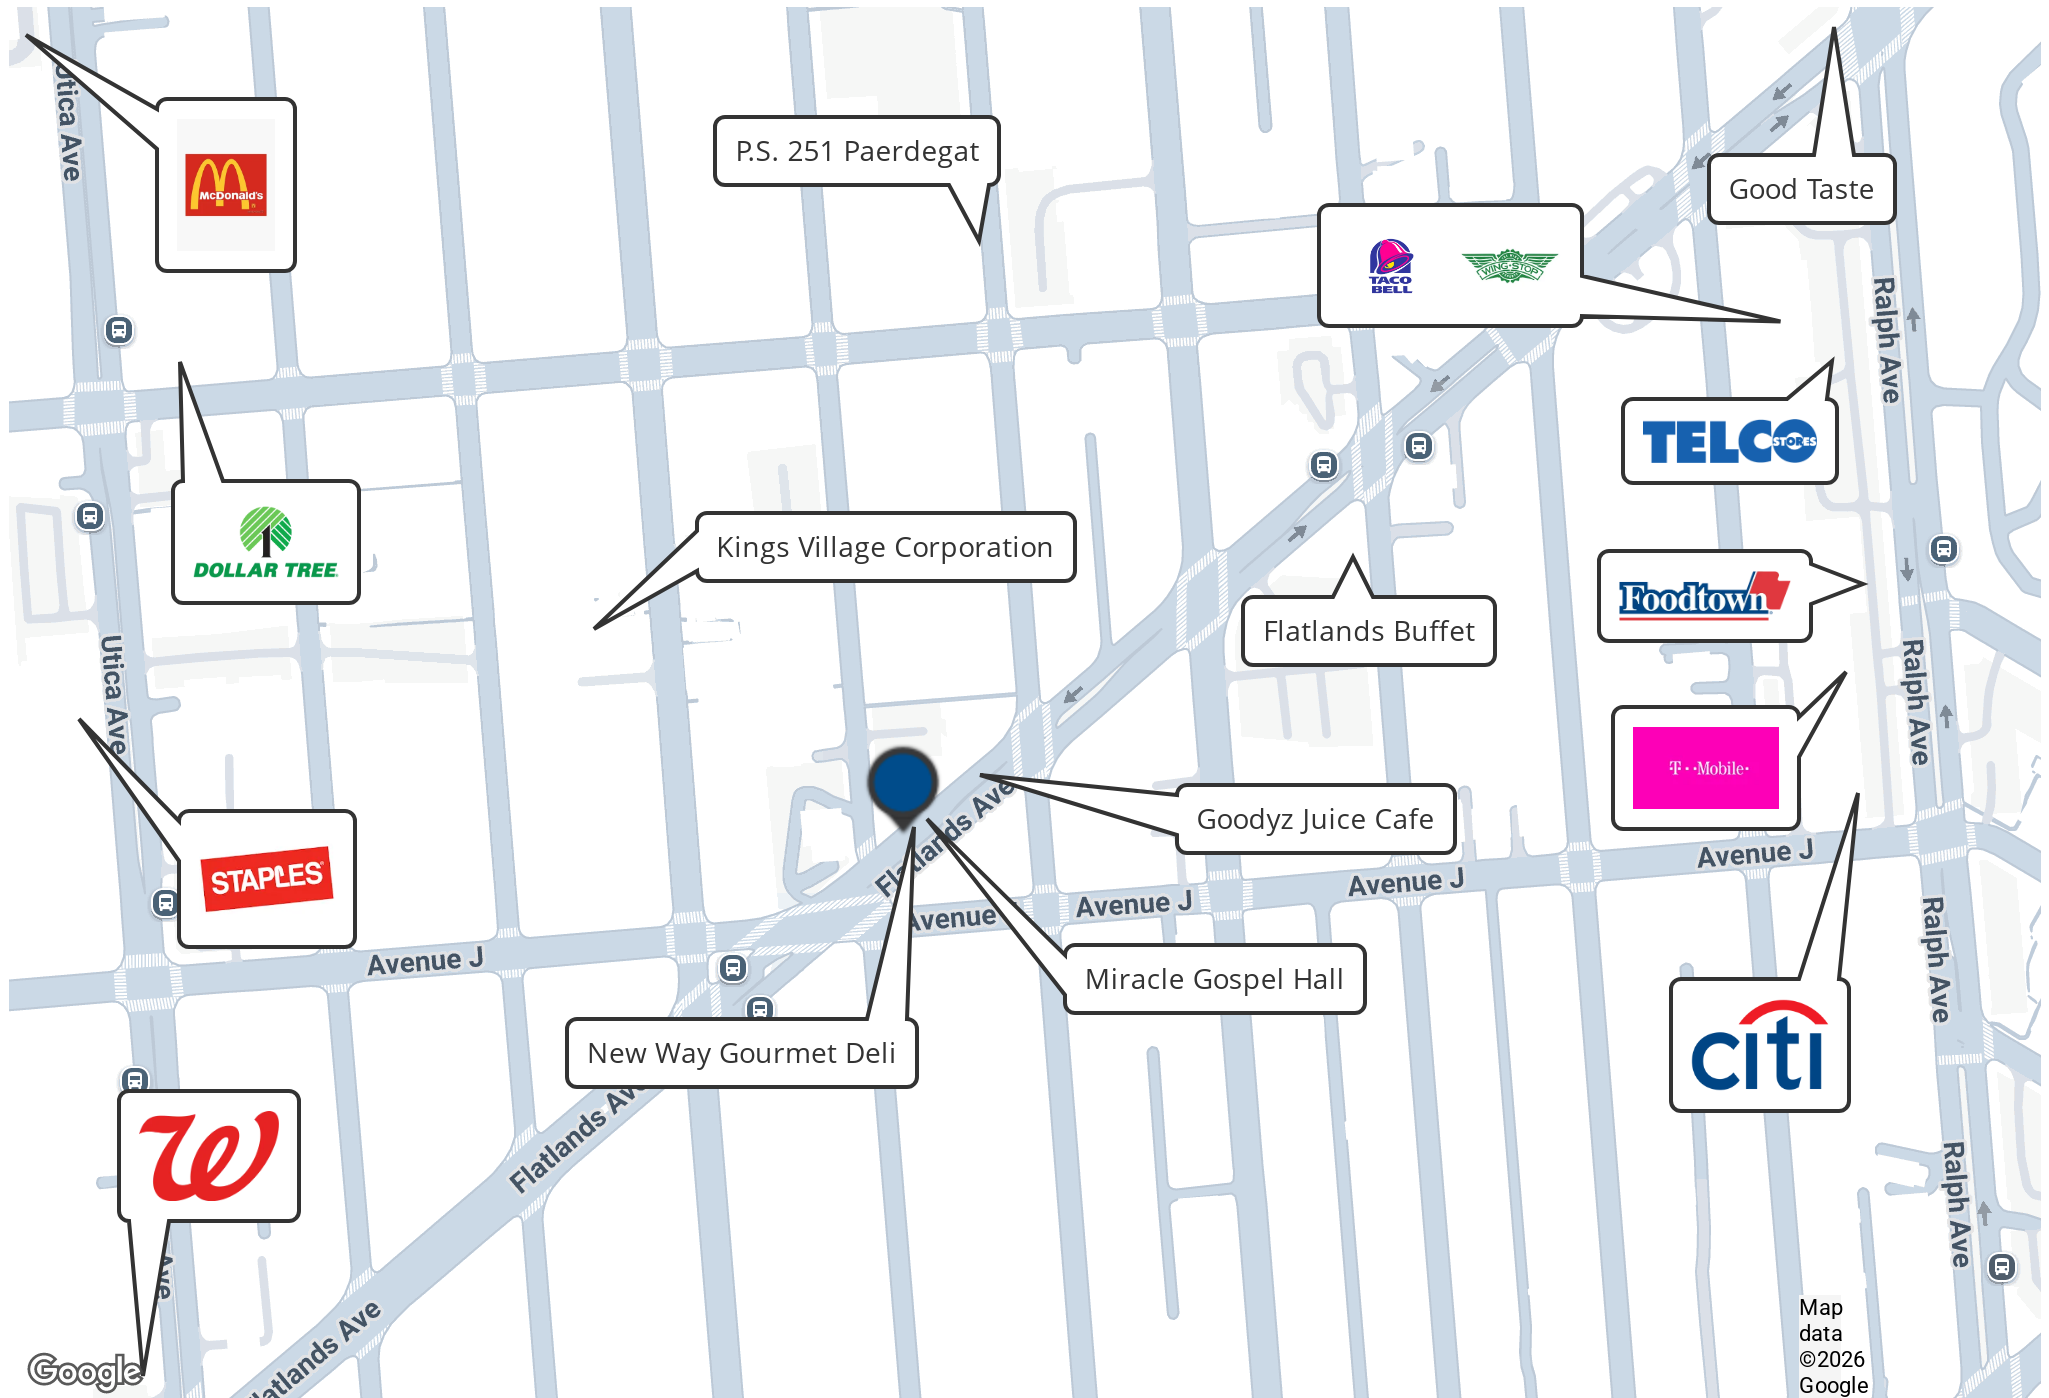 Utica Ave
McDonald's
P.S. 251 Paerdegat
Good Taste
TACO
BELL
WING·STOP
Ralph Ave
TELCO
STORES
DOLLAR TREE
Kings Village Corporation
Foodtown
Flatlands Buffet
Utica Ave
Ralph Ave
T··Mobile·
Goodyz Juice Cafe
Flatlands Ave
STAPLES
Avenue J
Avenue J
Avenue J
Avenue
Avenue J
Ralph Ave
Miracle Gospel Hall
New Way Gourmet Deli
citi
Flatlands Ave
W
Ralph Ave
Ave
Flatlands Ave
Google
Map
data
©2026
Google